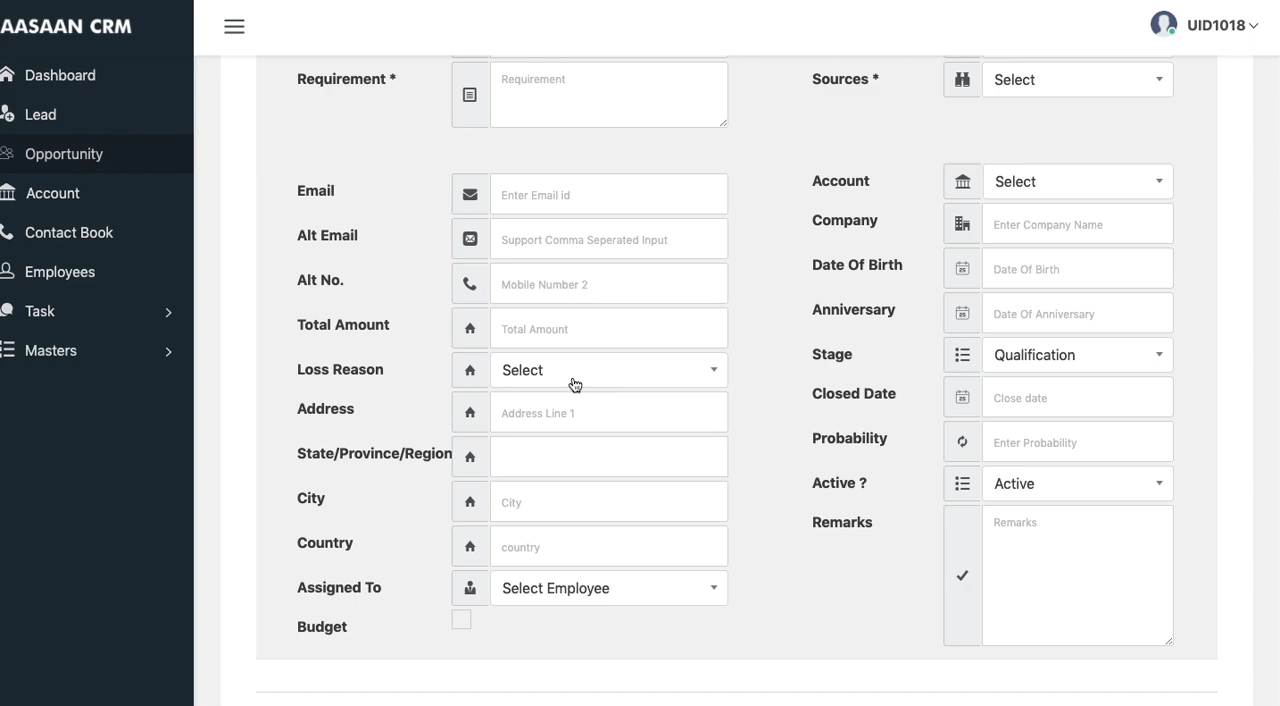 AASAAN CRM
UID1018
Dashboard
Lead
Opportunity
Account
Contact Book
Employees
Task
Masters
Requirement *
Requirement
Sources *
Select
Email
Enter Email id
Alt Email
Support Comma Seperated Input
Alt No.
Mobile Number 2
Total Amount
Total Amount
Loss Reason
Select
Address
Address Line 1
State/Province/Region
City
City
Country
country
Assigned To
Select Employee
Budget
Account
Select
Company
Enter Company Name
Date Of Birth
25
Date Of Birth
Anniversary
25
Date Of Anniversary
Stage
Qualification
Closed Date
25
Close date
Probability
Enter Probability
Active ?
Active
Remarks
Remarks